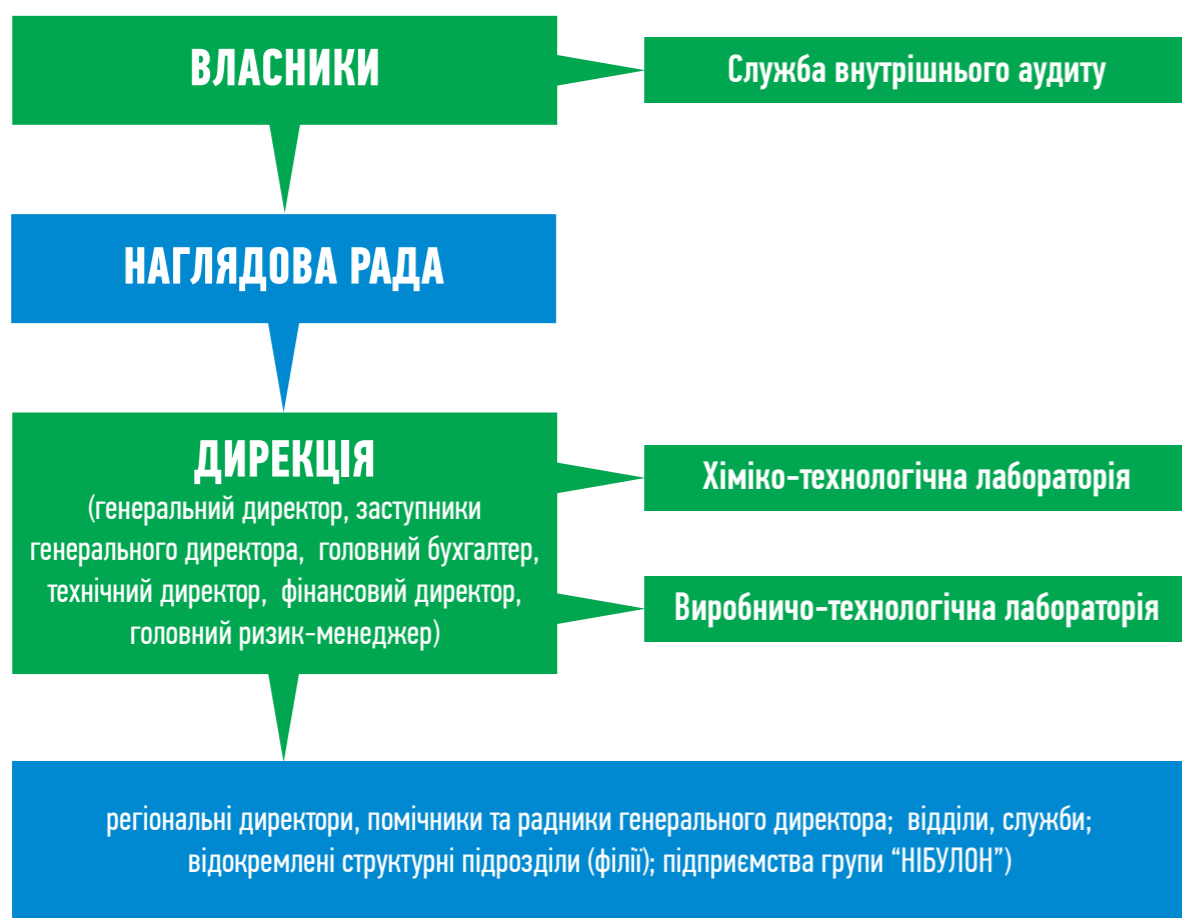 ВЛАСНИКИ
Служба внутрішнього аудиту
НАГЛЯДОВА РАДА
ДИРЕКЦІЯ
(генеральний директор, заступники
генерального директора, головний бухгалтер,
технічний директор, фінансовий директор,
головний ризик-менеджер)
Хіміко-технологічна лабораторія
Виробничо-технологічна лабораторія
регіональні директори, помічники та радники генерального директора; відділи, служби;
відокремлені структурні підрозділи (філії); підприємства групи “НІБУЛОН”)